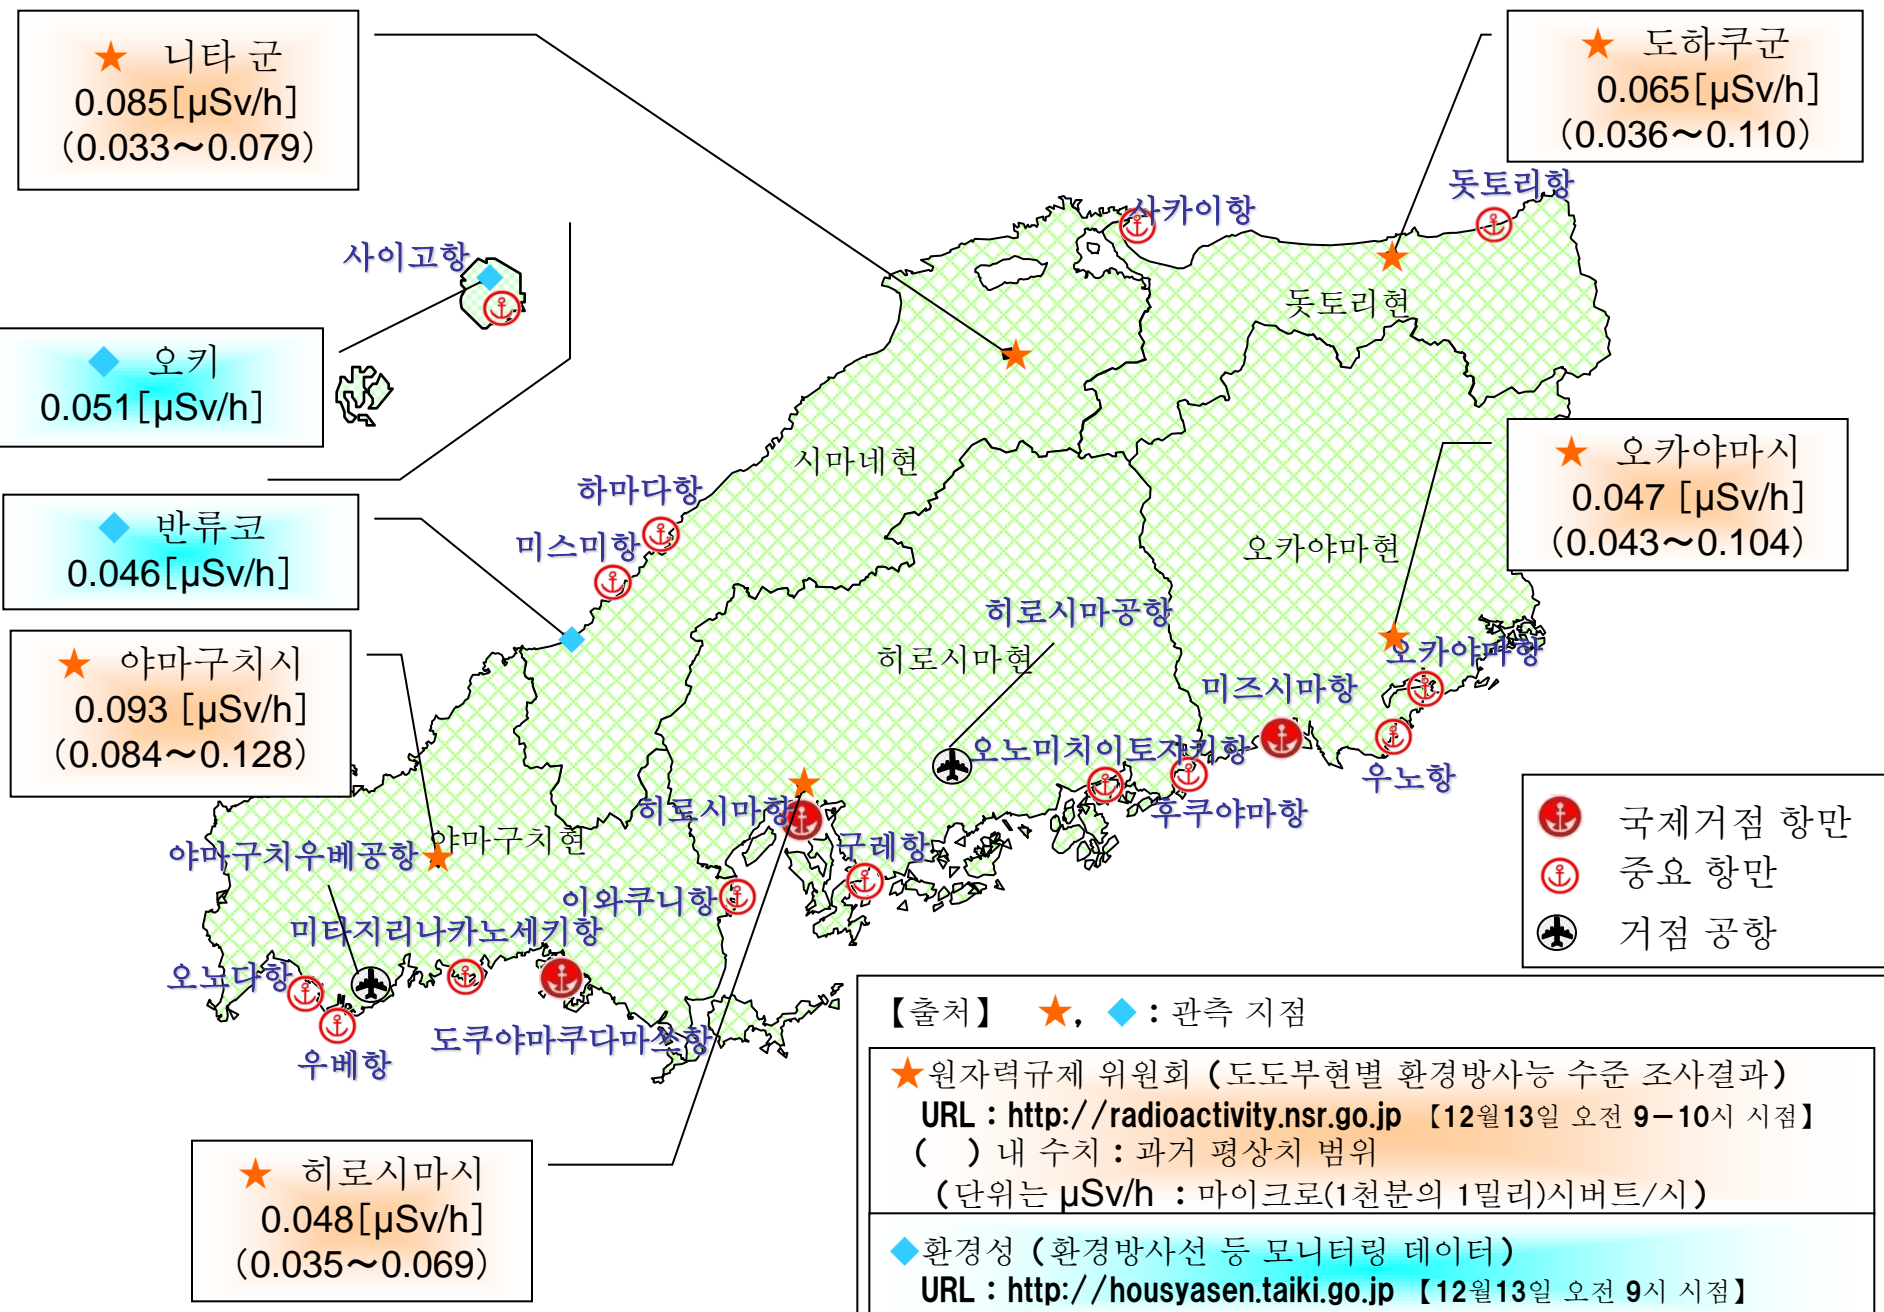 ★ 니타 군
0.085[μSv/h]
(0.033～0.079)
★ 도하쿠군
0.065[μSv/h]
(0.036～0.110)
돗토리항
사카이항
사이고항
돗토리현
◆ 오키
0.051[μSv/h]
★ 오카야마시
0.047 [μSv/h]
(0.043～0.104)
시마네현
하마다항
미스미항
◆ 반류코
0.046[μSv/h]
오카야마현
히로시마공항
히로시마현
★ 야마구치시
0.093 [μSv/h]
(0.084～0.128)
오카야마항
미즈시마항
오노미치이토자키항
우노항
후쿠야마항
히로시마항
구레항
야마구치현
야마구치우베공항
이와쿠니항
미타지리나카노세키항
오노다항
도쿠야마쿠다마쓰항
우베항
국제거점 항만
중요 항만
거점 공항
★ 히로시마시
0.048[μSv/h]
(0.035～0.069)
【출처】 ★, ◆ : 관측 지점
★원자력규제 위원회 (도도부현별 환경방사능 수준 조사결과)
URL : http://radioactivity.nsr.go.jp 【12월13일 오전 9－10시 시점】
( ) 내 수치 : 과거 평상치 범위
(단위는 μSv/h : 마이크로(1천분의 1밀리)시버트/시)
◆환경성 (환경방사선 등 모니터링 데이터)
URL : http://housyasen.taiki.go.jp 【12월13일 오전 9시 시점】